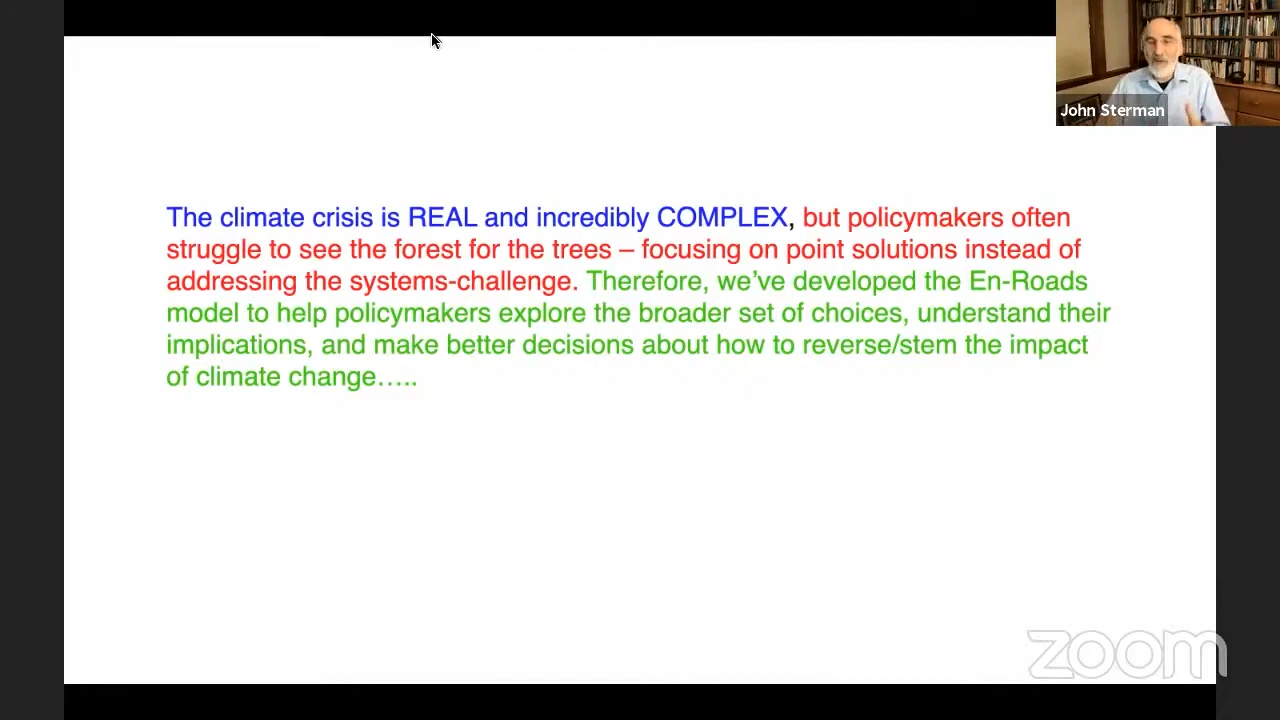 John Sterman
The climate crisis is REAL and incredibly COMPLEX, but policymakers often
struggle to see the forest for the trees – focusing on point solutions instead of
addressing the systems-challenge. Therefore, we’ve developed the En-Roads
model to help policymakers explore the broader set of choices, understand their
implications, and make better decisions about how to reverse/stem the impact
of climate change…..
zoom